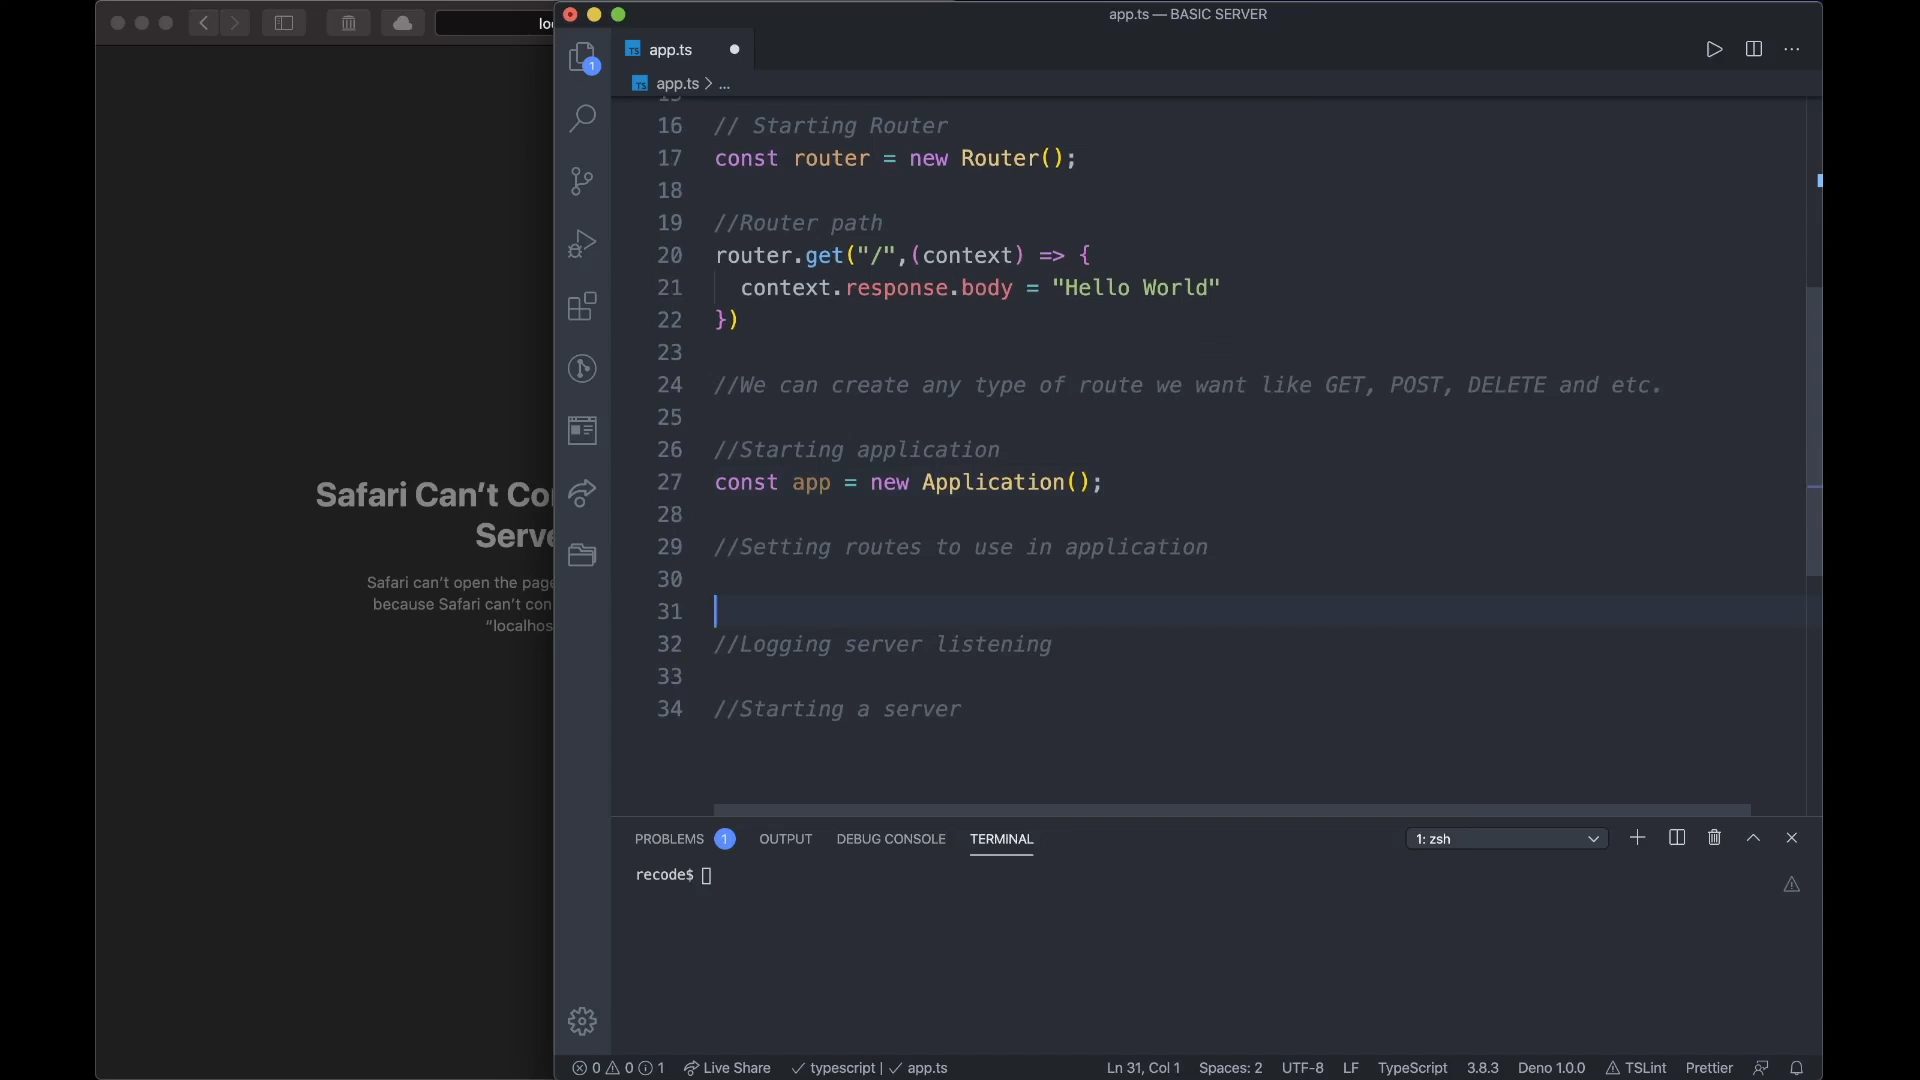 app.ts — BASIC SERVER
TS app.ts
1
TS app.ts > ...
16 // Starting Router
17 const router = new Router();
18
19 //Router path
20 router.get("/",(context) => {
21 context.response.body = "Hello World"
22 })
23
24 //We can create any type of route we want like GET, POST, DELETE and etc.
25
26 //Starting application
27 const app = new Application();
28
29 //Setting routes to use in application
30
31
32 //Logging server listening
33
34 //Starting a server
Safari Can't
Safari can't open the
because Safari can't
PROBLEMS 1 OUTPUT DEBUG CONSOLE TERMINAL 1: zsh
recode$
0 0 1 Live Share typescript | app.ts Ln 31, Col 1 Spaces: 2 UTF-8 LF TypeScript 3.8.3 Deno 1.0.0 TSLint Prettier